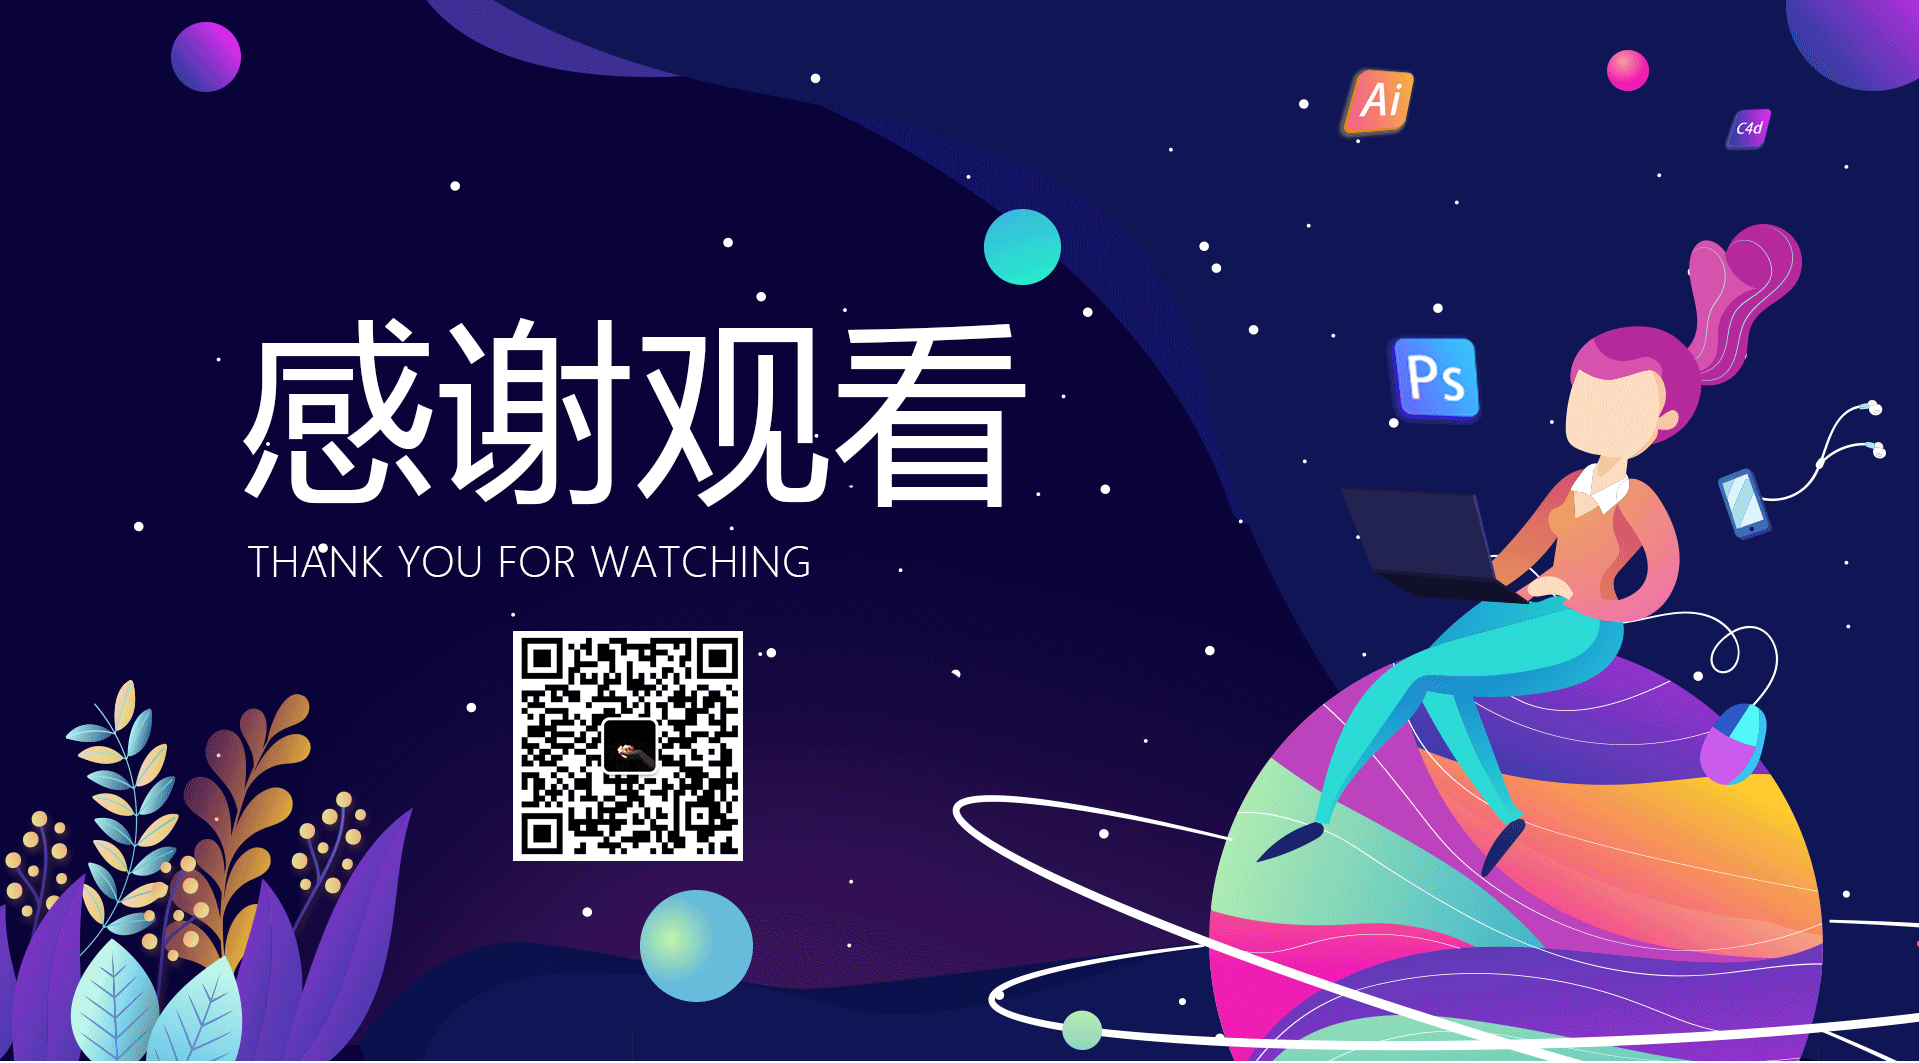 Ai
C4d
感谢观看
Ps
THANK YOU FOR WATCHING